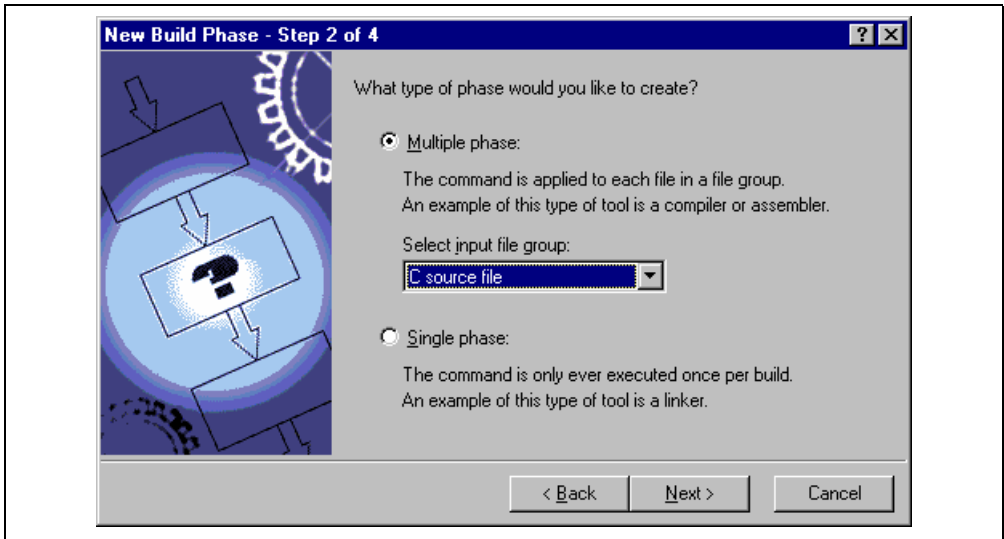 New Build Phase - Step 2 of 4
What type of phase would you like to create?
Multiple phase:
The command is applied to each file in a file group.
An example of this type of tool is a compiler or assembler.
Select input file group:
C source file
Single phase:
The command is only ever executed once per build.
An example of this type of tool is a linker.
< Back
Next >
Cancel